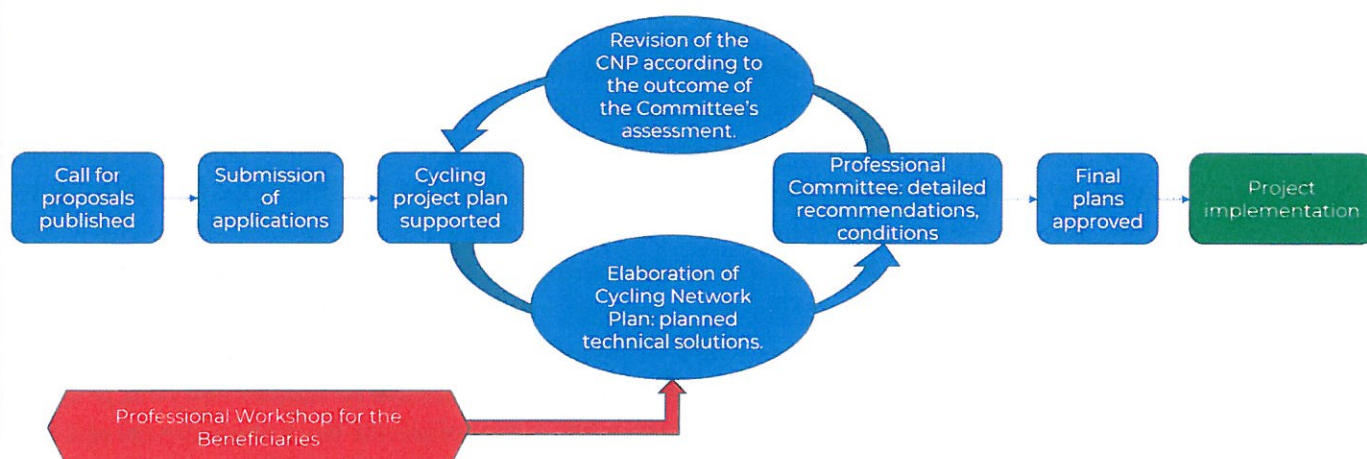 Revision of the
CNP according to
the outcome of
the Committee's
assessment.
Call for
proposals
published
Submission
of
applications
Cycling
project plan
supported
Professional
Committee: detailed
recommendations,
conditions
Final
plans
approved
Project
implementation
Elaboration of
Cycling Network
Plan: planned
technical solutions.
Professional Workshop for the
Beneficiaries